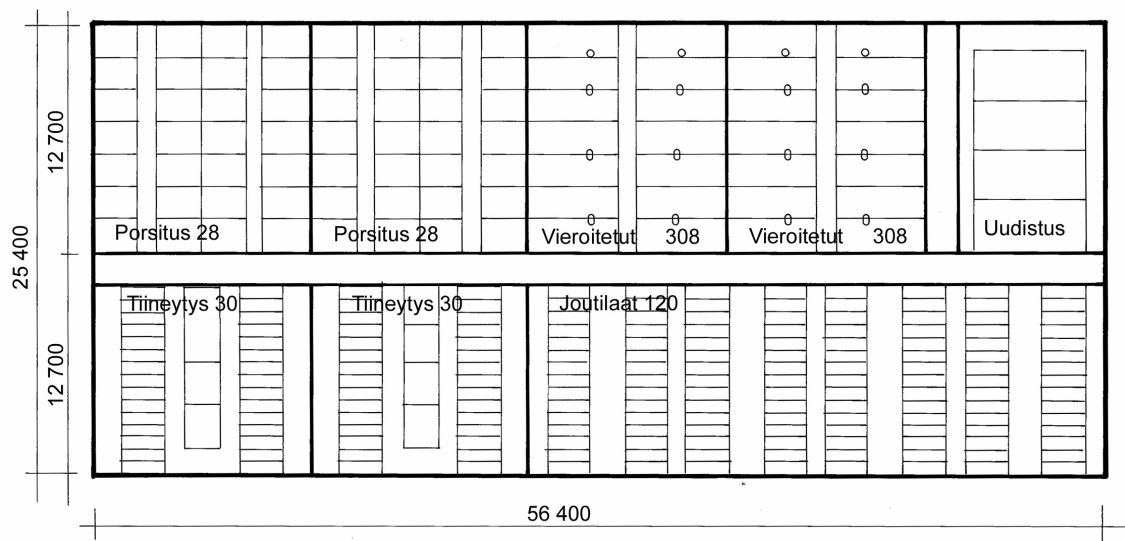 12 700
25 400
12 700
Porsitus 28
Porsitus 28
Vieroitetut 308
Vieroitetut 308
Uudistus
Tiineytys 30
Tiineytys 30
Joutilaat 120
56 400